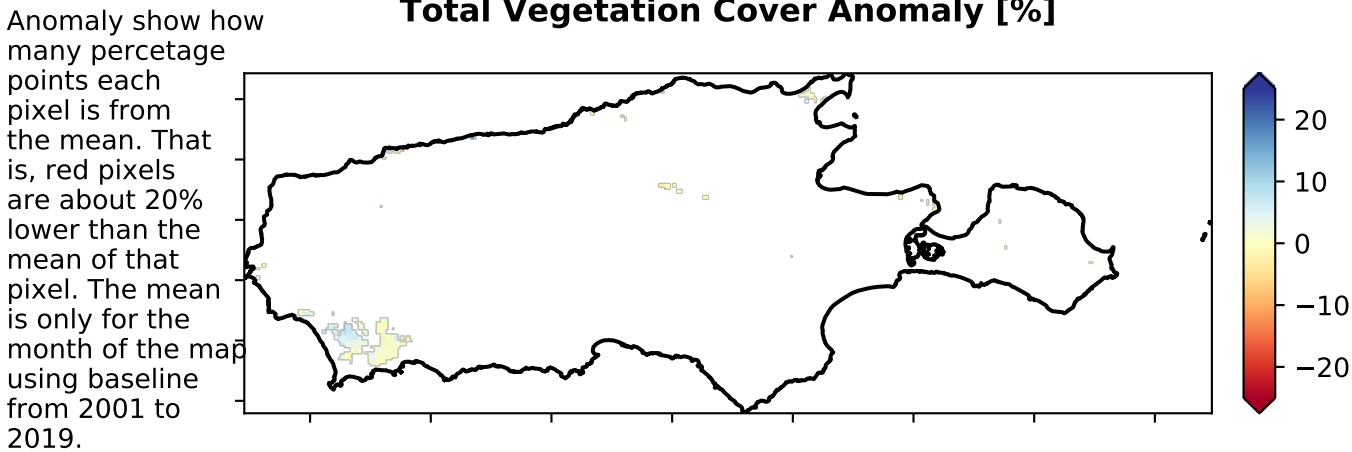 Total Vegetation Cover Anomaly [%]
Anomaly show how
many percetage
points each
pixel is from
the mean. That
is, red pixels
are about 20%
lower than the
mean of that
pixel. The mean
is only for the
month of the map
using baseline
from 2001 to
2019.
20
10
0
−10
−20